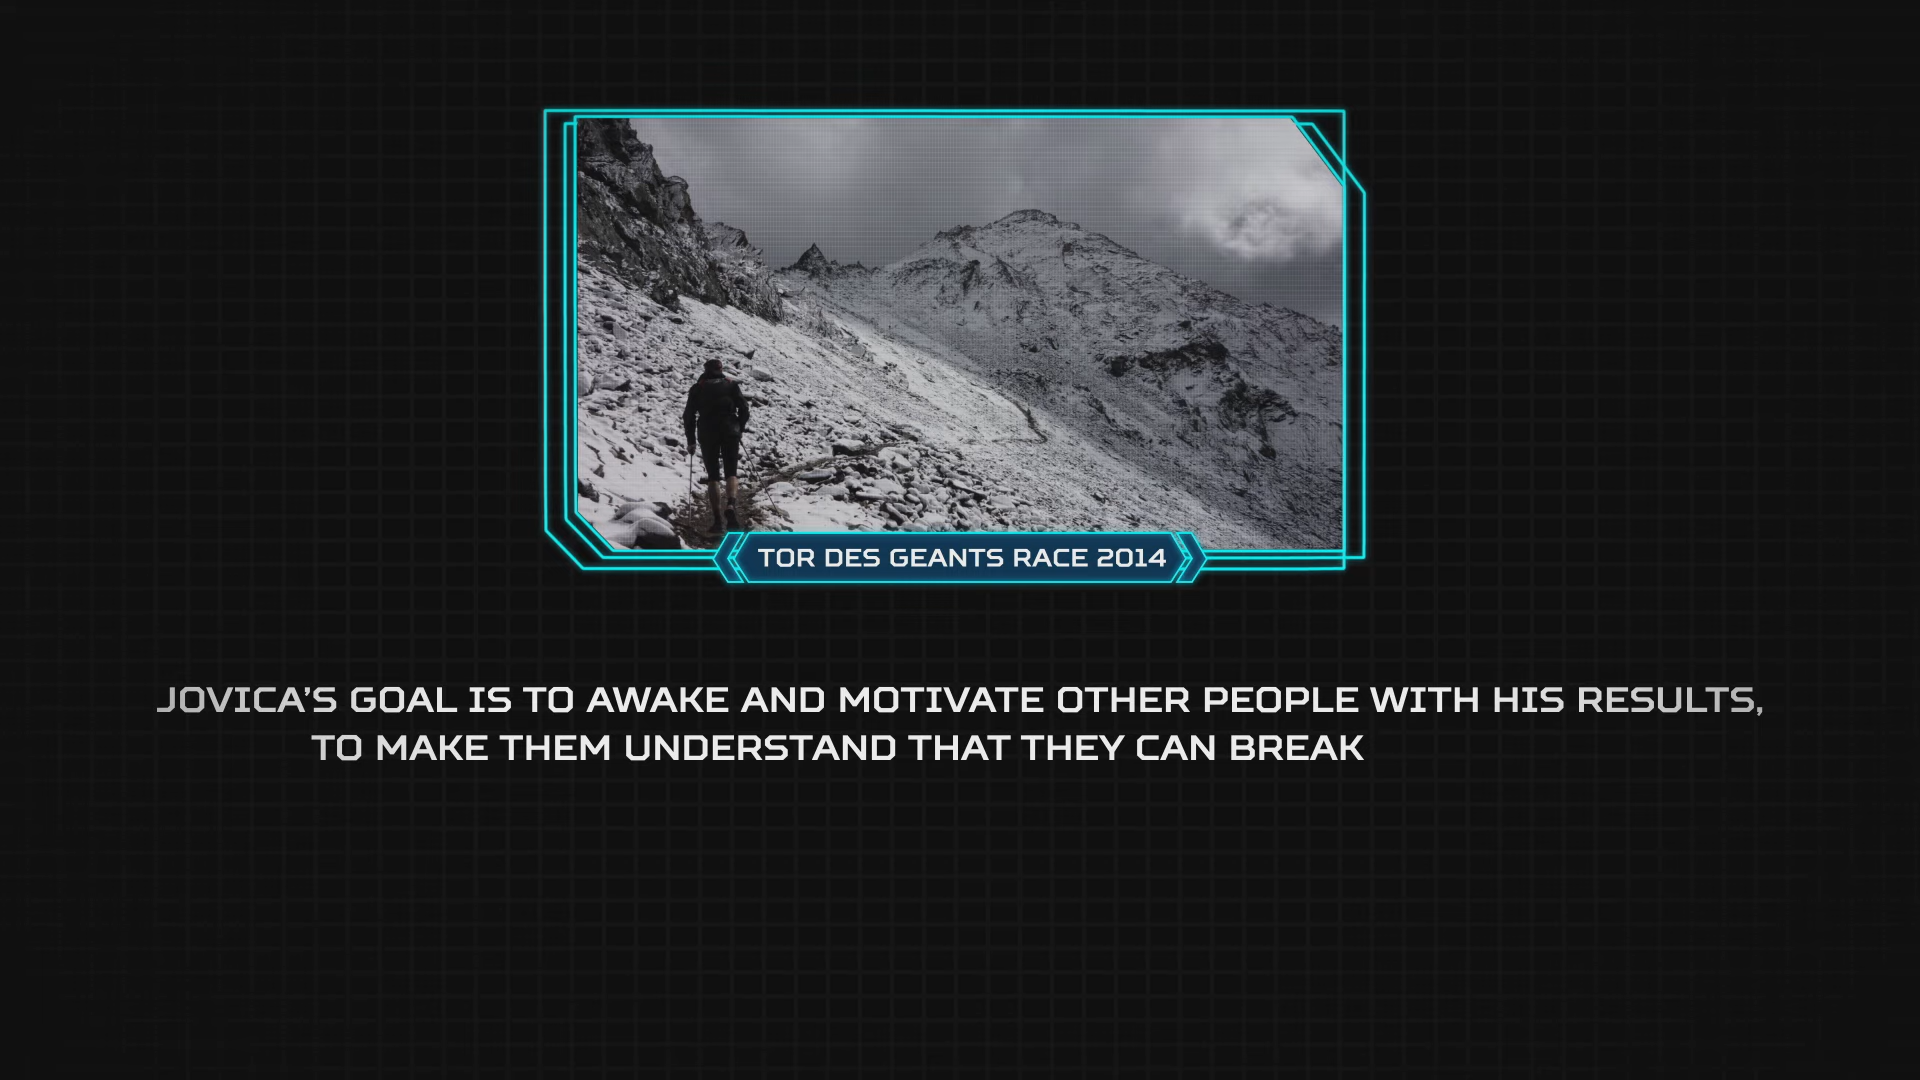 TOR DES GEANTS RACE 2014
JOVICA'S GOAL IS TO AWAKE AND MOTIVATE OTHER PEOPLE WITH HIS RESULTS,
TO MAKE THEM UNDERSTAND THAT THEY CAN BREAK